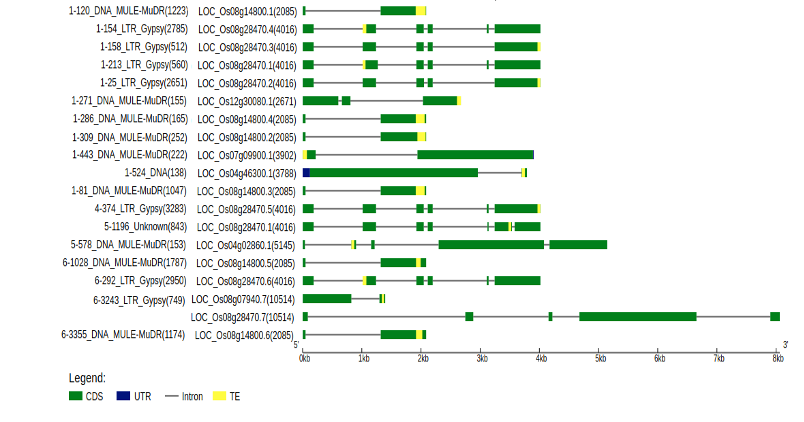 1-120_DNA_MULE-MuDR(1223) LOC_Os08g14800.1(2085)
1-154_LTR_Gypsy(2785) LOC_Os08g28470.4(4016)
1-158_LTR_Gypsy(512) LOC_Os08g28470.3(4016)
1-213_LTR_Gypsy(560) LOC_Os08g28470.1(4016)
1-25_LTR_Gypsy(2651) LOC_Os08g28470.2(4016)
1-271_DNA_MULE-MuDR(155) LOC_Os12g30080.1(2671)
1-286_DNA_MULE-MuDR(165) LOC_Os08g14800.4(2085)
1-309_DNA_MULE-MuDR(252) LOC_Os08g14800.2(2085)
1-443_DNA_MULE-MuDR(222) LOC_Os07g09900.1(3902)
1-524_DNA(138) LOC_Os04g46300.1(3788)
1-81_DNA_MULE-MuDR(1047) LOC_Os08g14800.3(2085)
4-374_LTR_Gypsy(3283) LOC_Os08g28470.5(4016)
5-1196_Unknown(843) LOC_Os08g28470.1(4016)
5-578_DNA_MULE-MuDR(153) LOC_Os04g02860.1(5145)
6-1028_DNA_MULE-MuDR(1787) LOC_Os08g14800.5(2085)
6-292_LTR_Gypsy(2950) LOC_Os08g28470.6(4016)
6-3243_LTR_Gypsy(749) LOC_Os08g07940.7(10514)
LOC_Os08g28470.7(10514)
6-3355_DNA_MULE-MuDR(1174) LOC_Os08g14800.6(2085)
5' 3'
0kb 1kb 2kb 3kb 4kb 5kb 6kb 7kb 8kb
Legend:
CDS UTR Intron TE